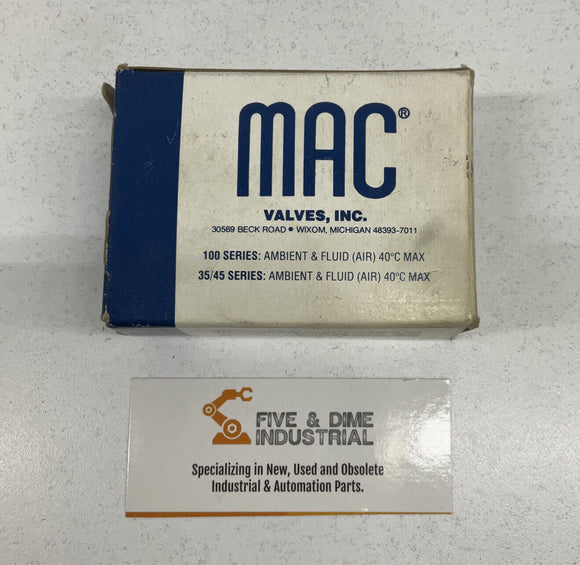 MAC®
VALVES, INC.
30569 BECK ROAD • WIXOM, MICHIGAN 48393-7011
100 SERIES: AMBIENT & FLUID (AIR) 40°C MAX
35/45 SERIES: AMBIENT & FLUID (AIR) 40°C MAX
FIVE & DIME
INDUSTRIAL
Specializing in New, Used and Obsolete
Industrial & Automation Parts.